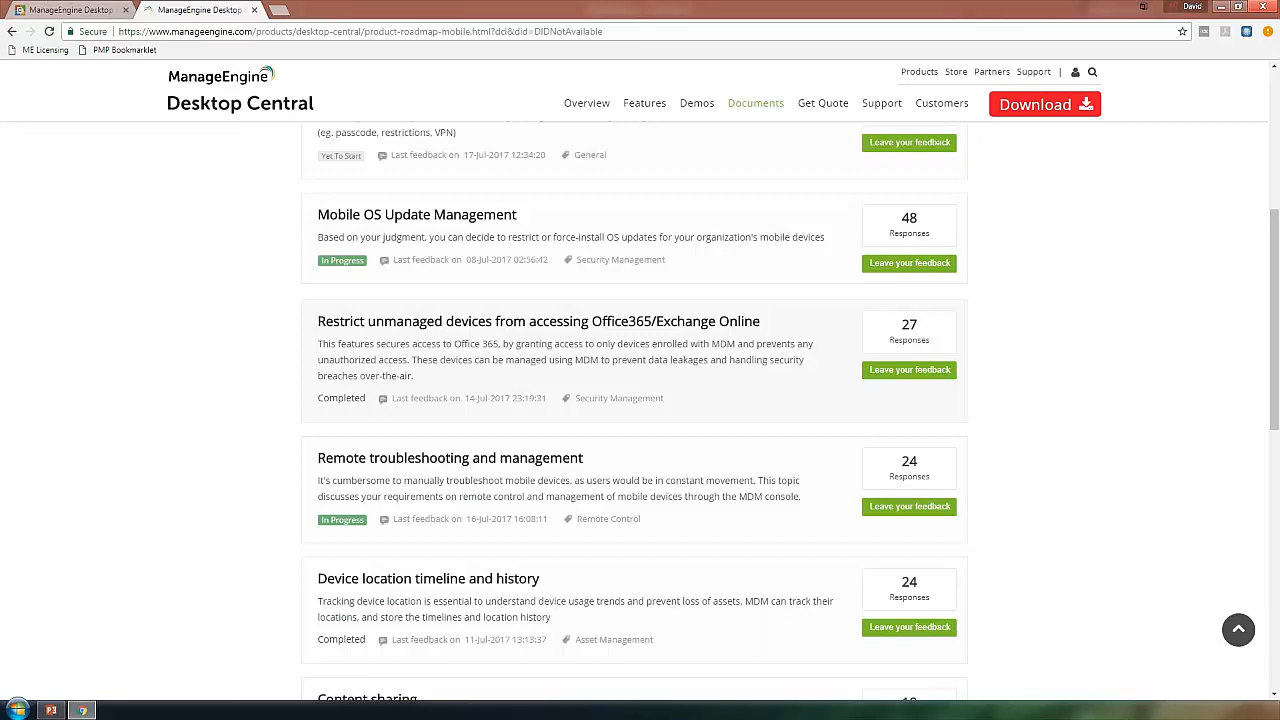 ManageEngine Desktop
ManageEngine Desktop
David
Secure
https://www.manageengine.com/products/desktop-central/product-roadmap-mobile.html?dci&did=DIDNotAvailable
ME Licensing
PMP Bookmarklet
ManageEngine
Products
Store
Partners
Support
|
Desktop Central
Overview
Features
Demos
Documents
Get Quote
Support
Customers
Download
(eg. passcode, restrictions, VPN)
Leave your feedback
Yet To Start
Last feedback on 17-Jul-2017 12:34:20
General
Mobile OS Update Management
48
Responses
Based on your judgment, you can decide to restrict or force-install OS updates for your organization's mobile devices
In Progress
Last feedback on 08-Jul-2017 02:56:42
Security Management
Leave your feedback
Restrict unmanaged devices from accessing Office365/Exchange Online
27
Responses
This features secures access to Office 365, by granting access to only devices enrolled with MDM and prevents any
unauthorized access. These devices can be managed using MDM to prevent data leakages and handling security
breaches over-the-air.
Leave your feedback
Completed
Last feedback on 14-Jul-2017 23:19:31
Security Management
Remote troubleshooting and management
24
Responses
It's cumbersome to manually troubleshoot mobile devices, as users would be in constant movement. This topic
discusses your requirements on remote control and management of mobile devices through the MDM console.
Leave your feedback
In Progress
Last feedback on 16-Jul-2017 16:08:11
Remote Control
Device location timeline and history
24
Responses
Tracking device location is essential to understand device usage trends and prevent loss of assets. MDM can track their
locations, and store the timelines and location history
Leave your feedback
Completed
Last feedback on 11-Jul-2017 13:13:37
Asset Management
Content sharing